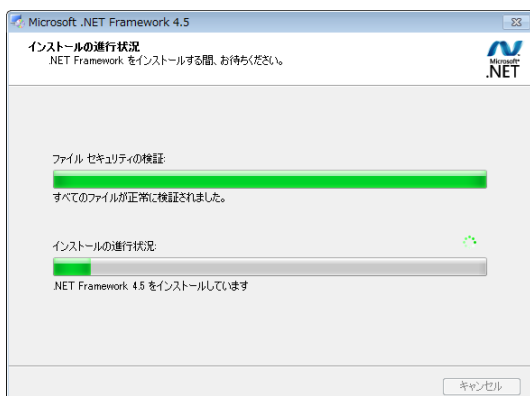 Microsoft .NET Framework 4.5
インストールの進行状況
.NET Framework をインストールする間、お待ちください。
Microsoft
.NET
ファイル セキュリティの検証:
すべてのファイルが正常に検証されました。
インストールの進行状況:
.NET Framework 4.5 をインストールしています
キャンセル